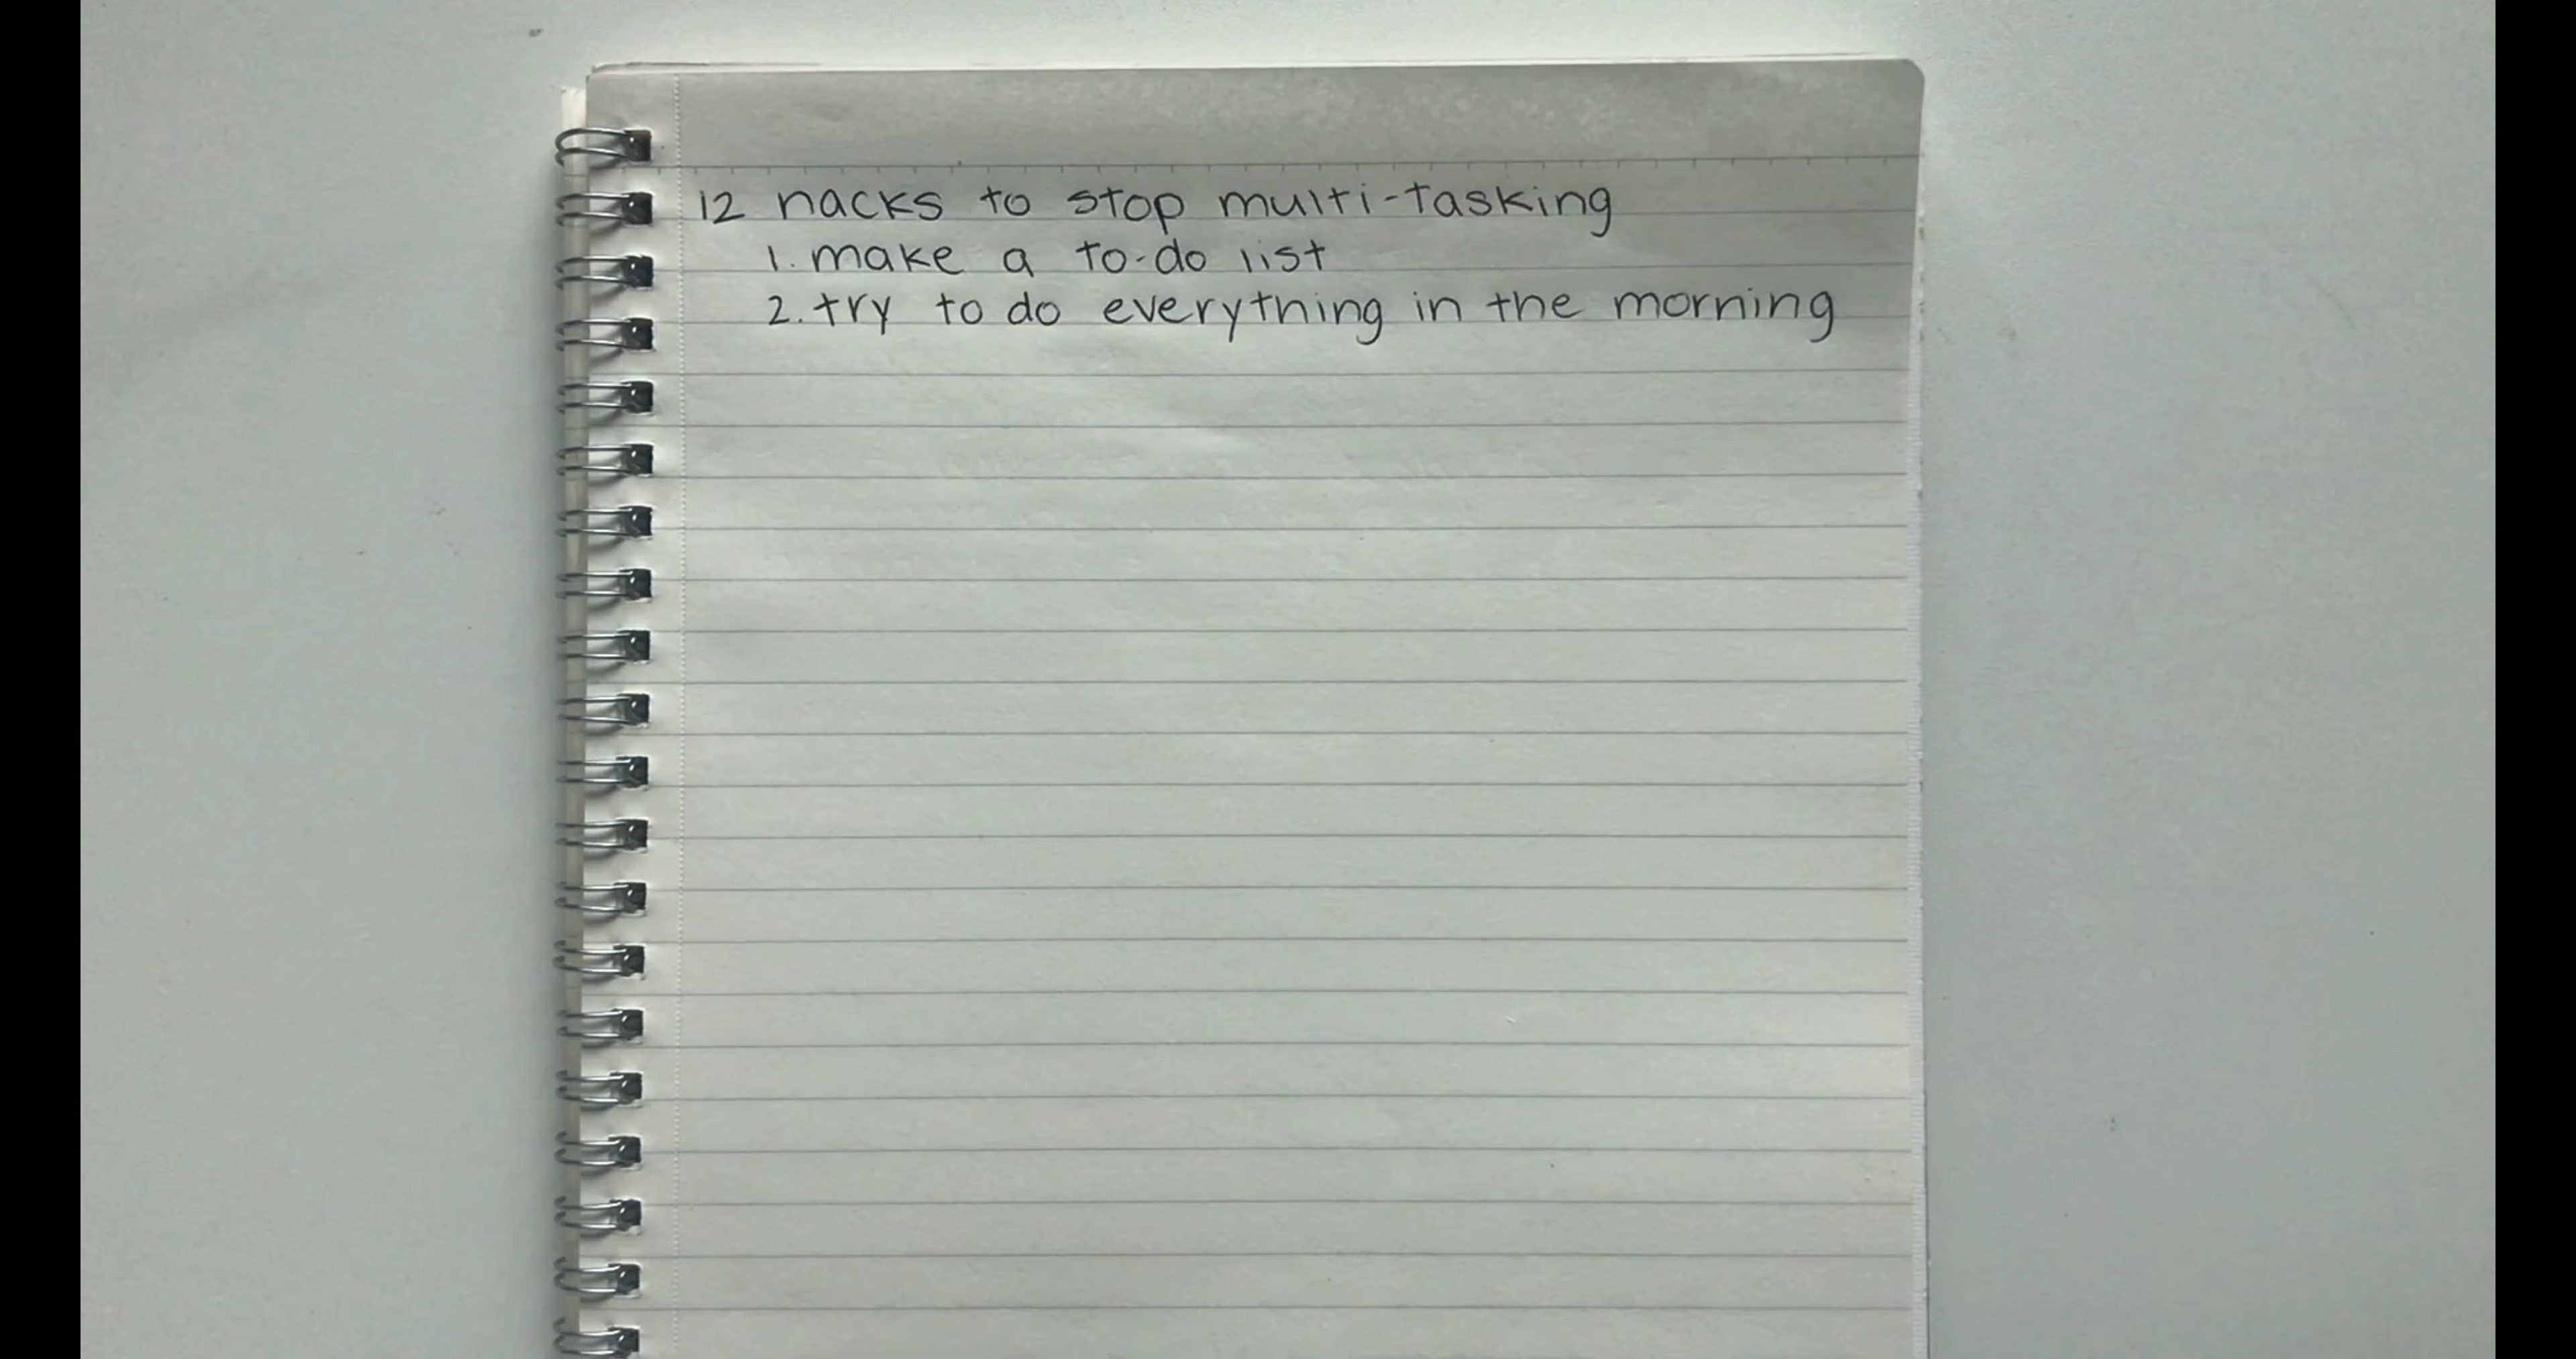 12 hacks to stop multi-tasking
1. make a to-do list
2. try to do everything in the morning